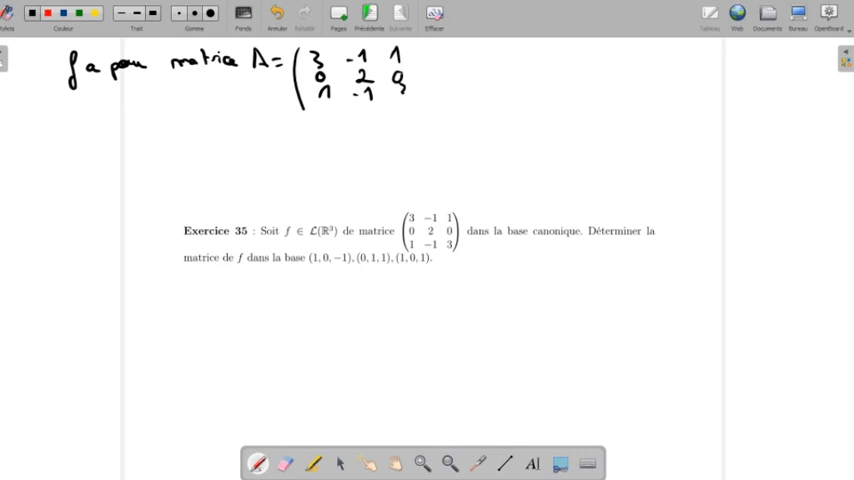 Couleur
Trait
Gomme
Fonds
Annuler
Rétablir
Pages
Précédente
Suivante
Effacer
Tableau
Web
Documents
Bureau
OpenBoard
f a pour matrice A = ( 3 -1 1
0 2 0
1 -1 3
Exercice 35 : Soit f ∈ ℒ(ℝ³) de matrice (3 −1 1 / 0 2 0 / 1 −1 3) dans la base canonique. Déterminer la
matrice de f dans la base (1, 0, −1), (0, 1, 1), (1, 0, 1).
AI